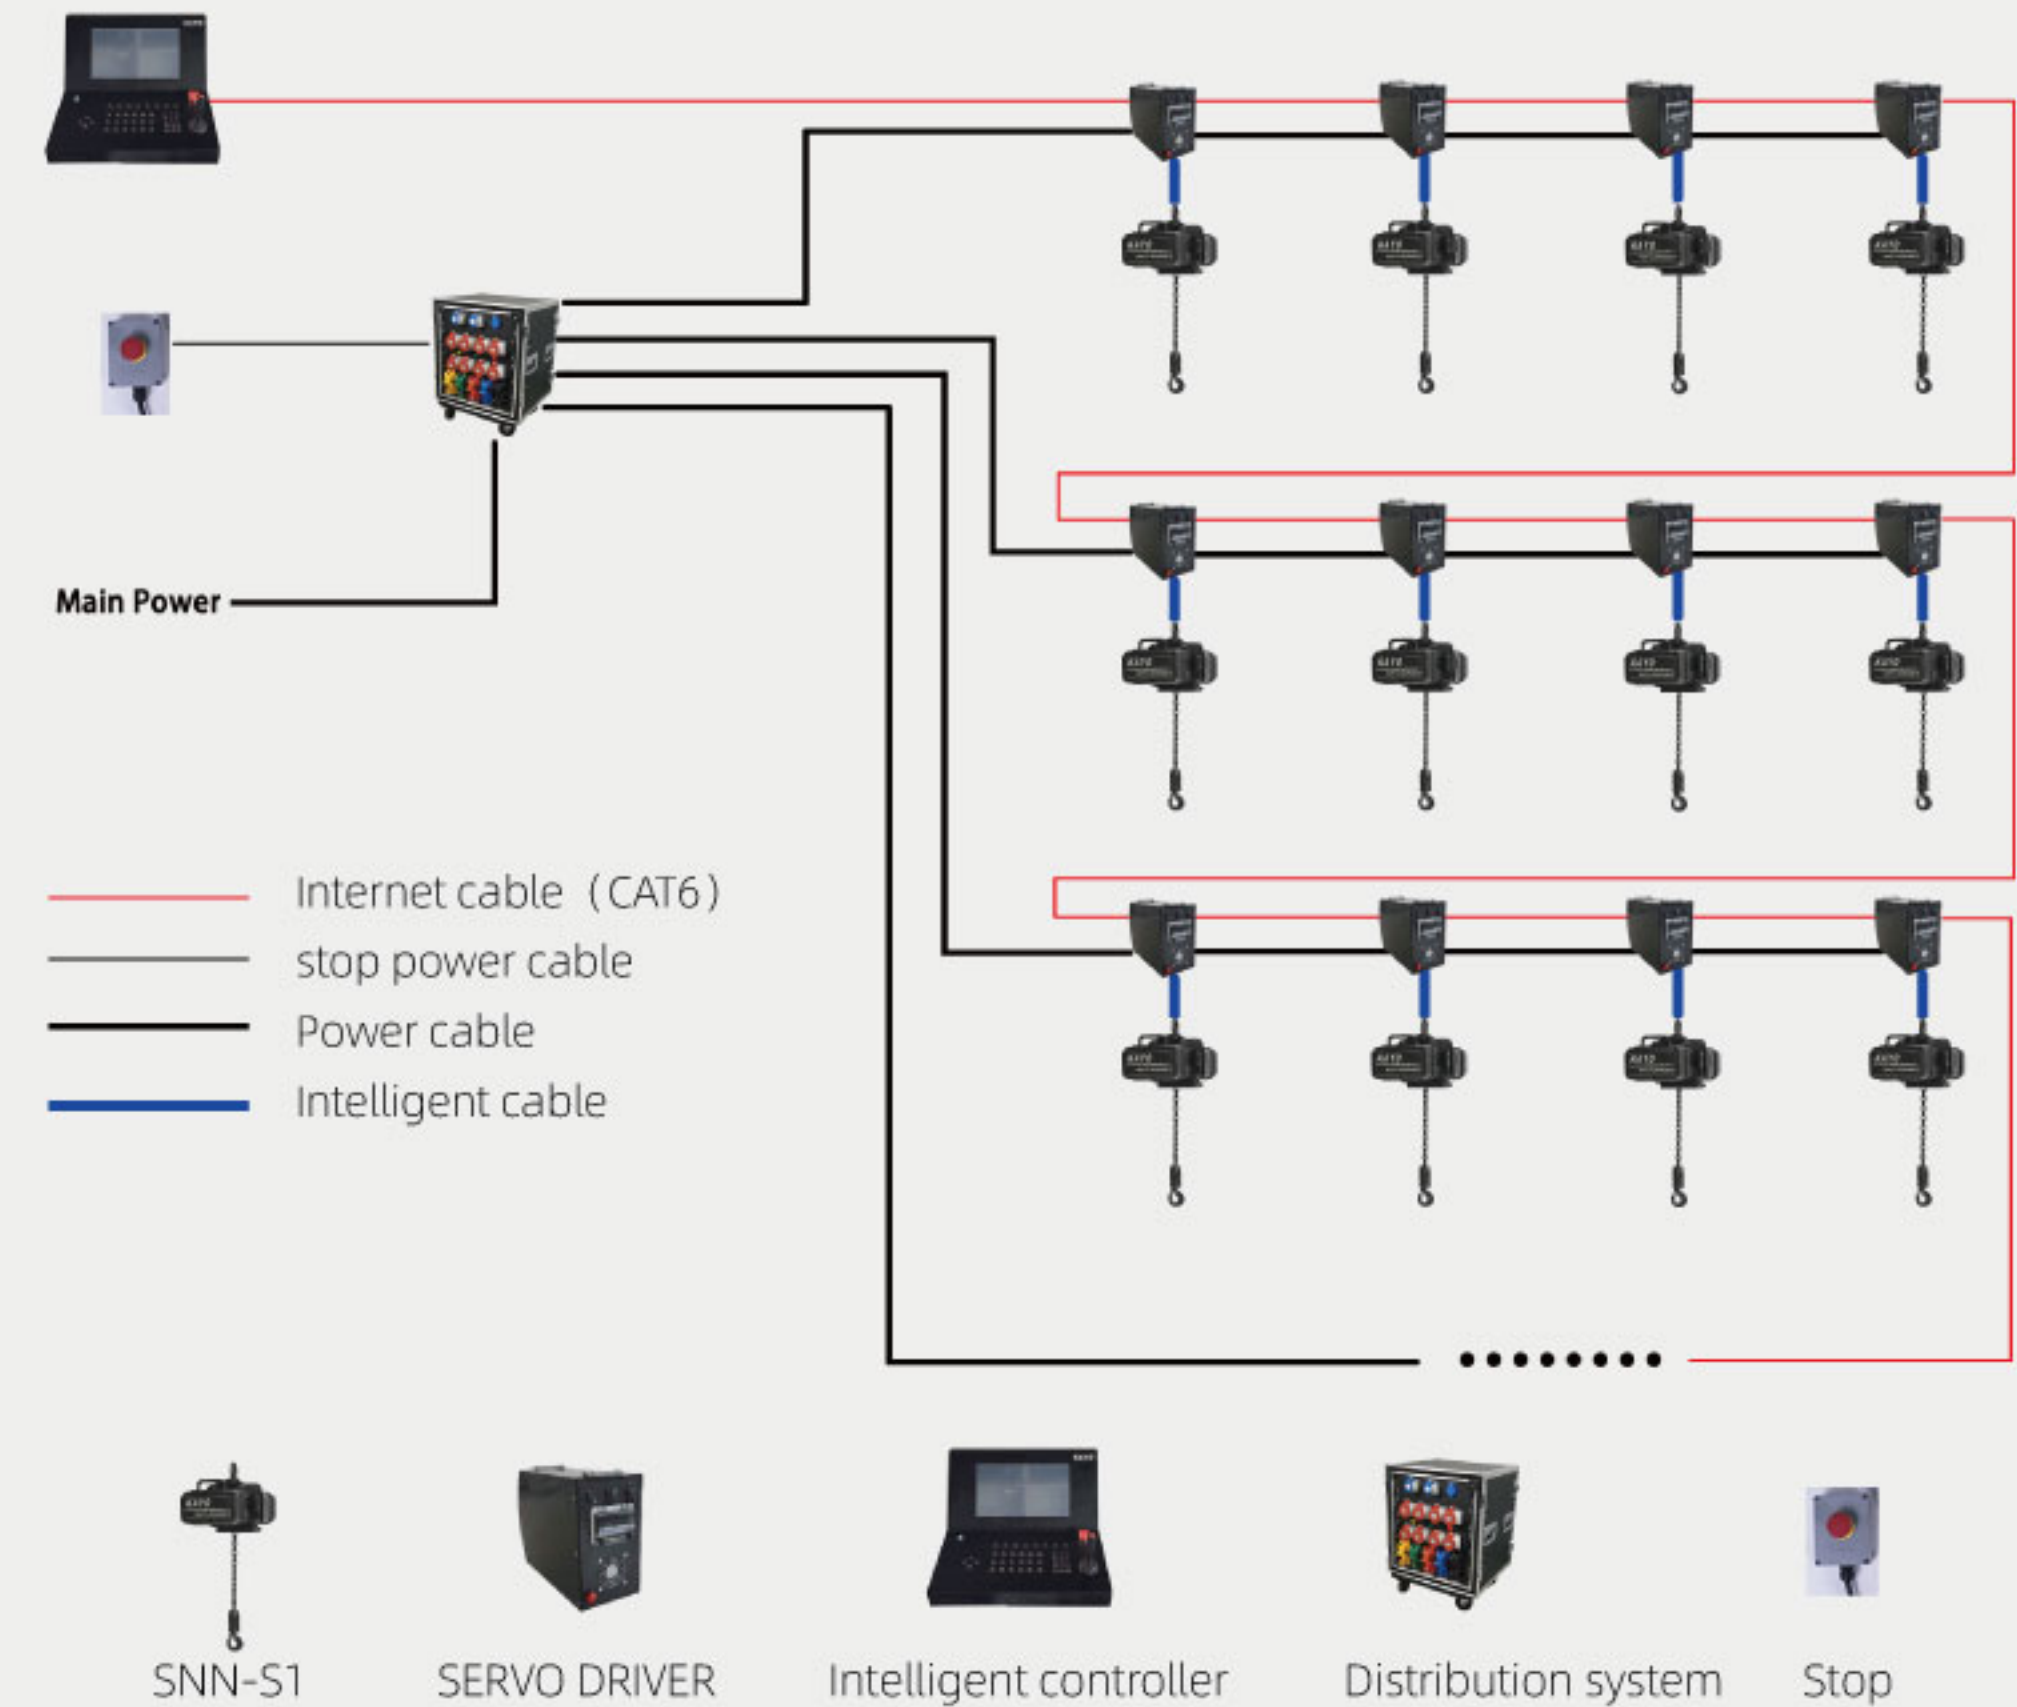 Main Power
Internet cable（CAT6）
stop power cable
Power cable
Intelligent cable
SNN-S1
SERVO DRIVER
Intelligent controller
Distribution system
Stop